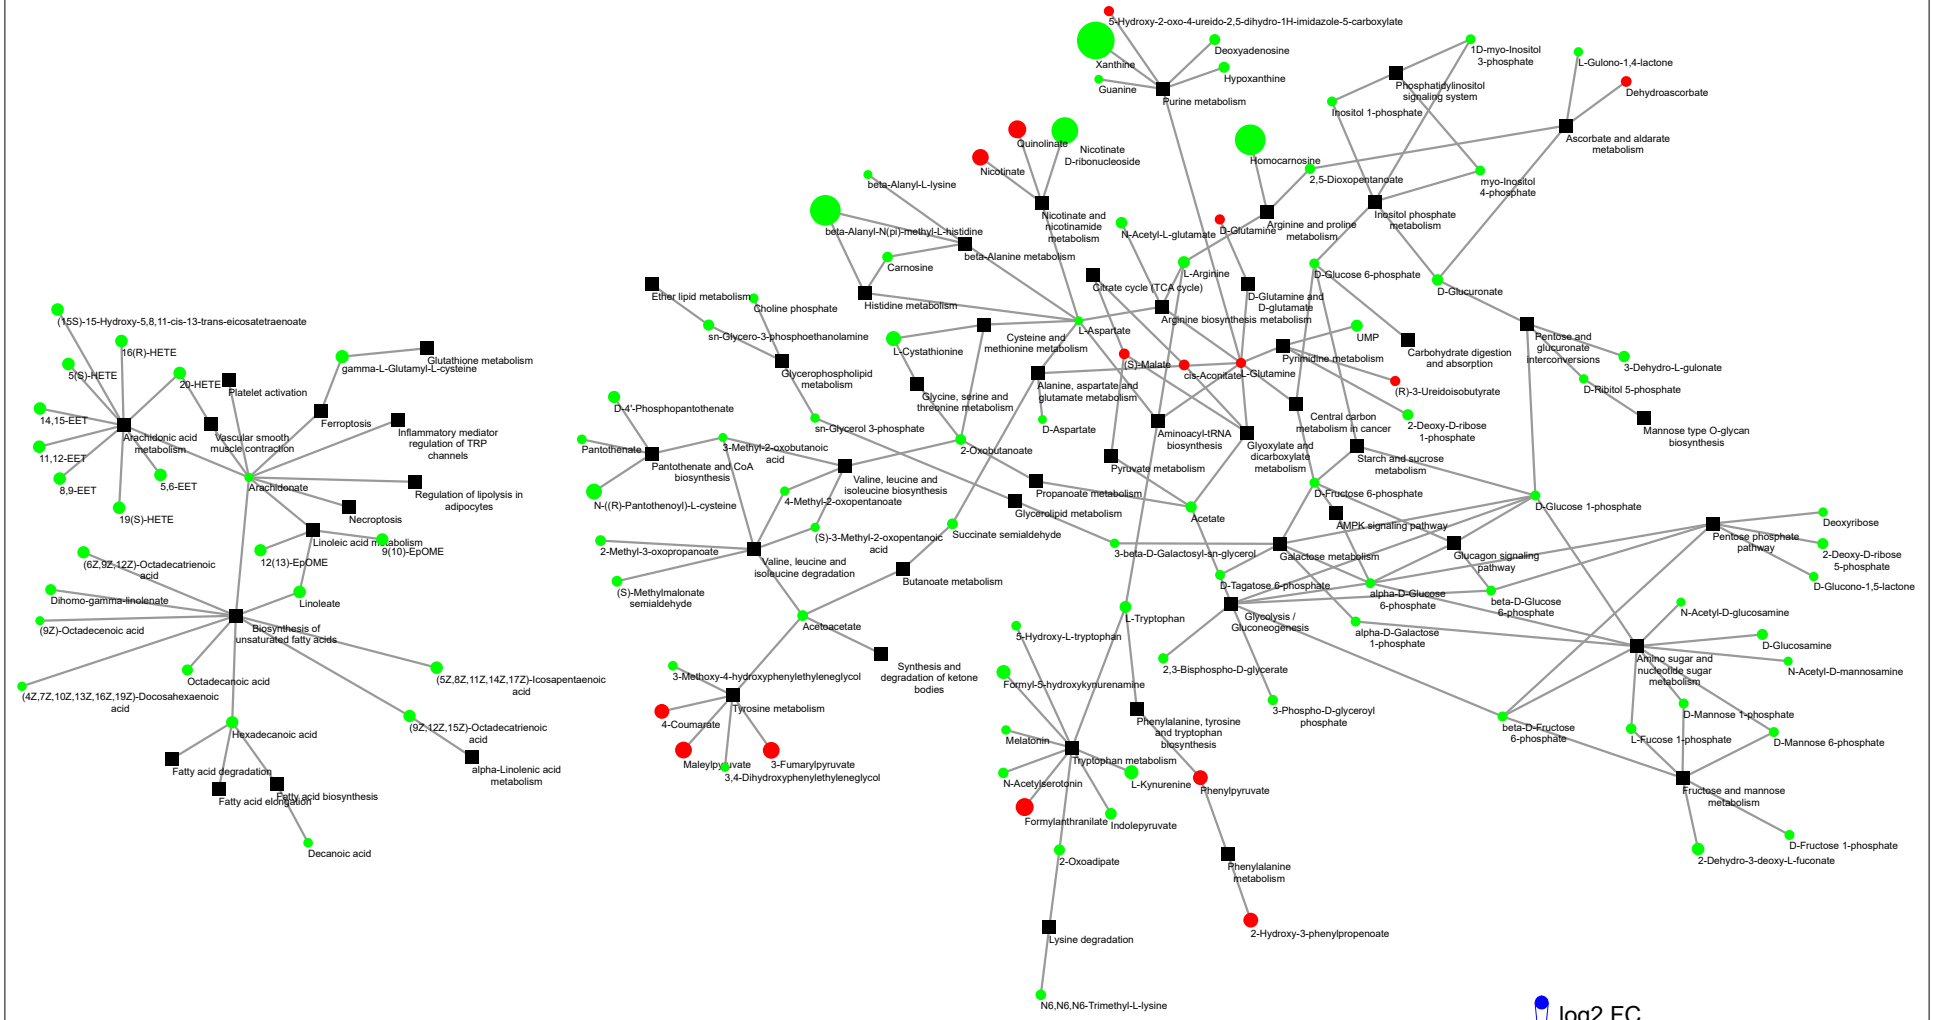 5-Hydroxy-2-oxo-4-ureido-2,5-dihydro-1H-imidazole-5-carboxylate
Xanthine
Deoxyadenosine
Hypoxanthine
Guanine
Purine metabolism
1D-myo-Inositol
3-phosphate
L-Gulono-1,4-lactone
Phosphatidylinositol
signaling system
Dehydroascorbate
Inositol 1-phosphate
Ascorbate and aldarate
metabolism
Quinolinate
Nicotinate
D-ribonucleoside
Nicotinate
Homocarnosine
2,5-Dioxopentanoate
myo-Inositol
4-phosphate
beta-Alanyl-L-lysine
Nicotinate and
nicotinamide
metabolism
Inositol phosphate
metabolism
beta-Alanyl-N(pi)-methyl-L-histidine
N-Acetyl-L-glutamate
D-Glutamine
Arginine and proline
metabolism
beta-Alanine metabolism
Carnosine
L-Arginine
D-Glucose 6-phosphate
Citrate cycle (TCA cycle)
D-Glucuronate
Ether lipid metabolism
Choline phosphate
Histidine metabolism
D-Glutamine and
D-glutamate
metabolism
Arginine biosynthesis
(15S)-15-Hydroxy-5,8,11-cis-13-trans-eicosatetraenoate
sn-Glycero-3-phosphoethanolamine
L-Aspartate
Cysteine and
methionine metabolism
UMP
Pentose and
glucuronate
interconversions
16(R)-HETE
Glutathione metabolism
gamma-L-Glutamyl-L-cysteine
L-Cystathionine
Pyrimidine metabolism
Carbohydrate digestion
and absorption
3-Dehydro-L-gulonate
5(S)-HETE
20-HETE
Platelet activation
Glycerophospholipid
metabolism
(S)-Malate
cis-Aconitate
L-Glutamine
Alanine, aspartate and
glutamate metabolism
(R)-3-Ureidoisobutyrate
D-Ribitol 5-phosphate
Glycine, serine and
threonine metabolism
D-4'-Phosphopantothenate
14,15-EET
Ferroptosis
Central carbon
metabolism in cancer
2-Deoxy-D-ribose
1-phosphate
Mannose type O-glycan
biosynthesis
Arachidonic acid
metabolism
Vascular smooth
muscle contraction
Inflammatory mediator
regulation of TRP
channels
sn-Glycerol 3-phosphate
D-Aspartate
Aminoacyl-tRNA
biosynthesis
Glyoxylate and
dicarboxylate
metabolism
Pantothenate
3-Methyl-2-oxobutanoic
acid
2-Oxobutanoate
11,12-EET
Pantothenate and CoA
biosynthesis
Starch and sucrose
metabolism
Pyruvate metabolism
Valine, leucine and
isoleucine biosynthesis
8,9-EET
5,6-EET
Arachidonate
Regulation of lipolysis in
adipocytes
N-((R)-Pantothenoyl)-L-cysteine
4-Methyl-2-oxopentanoate
Propanoate metabolism
D-Fructose 6-phosphate
D-Glucose 1-phosphate
19(S)-HETE
Necroptosis
Glycerolipid metabolism
Acetate
AMPK signaling pathway
Deoxyribose
Linoleic acid metabolism
9(10)-EpOME
(S)-3-Methyl-2-oxopentanoic
acid
Succinate semialdehyde
Pentose phosphate
pathway
12(13)-EpOME
2-Methyl-3-oxopropanoate
Valine, leucine and
isoleucine degradation
3-beta-D-Galactosyl-sn-glycerol
Galactose metabolism
Glucagon signaling
pathway
2-Deoxy-D-ribose
5-phosphate
(6Z,9Z,12Z)-Octadecatrienoic
acid
(S)-Methylmalonate
semialdehyde
Butanoate metabolism
D-Tagatose 6-phosphate
alpha-D-Glucose
6-phosphate
beta-D-Glucose
6-phosphate
D-Glucono-1,5-lactone
Dihomo-gamma-linolenate
Linoleate
N-Acetyl-D-glucosamine
(9Z)-Octadecenoic acid
Biosynthesis of
unsaturated fatty acids
Acetoacetate
L-Tryptophan
Glycolysis /
Gluconeogenesis
alpha-D-Galactose
1-phosphate
D-Glucosamine
5-Hydroxy-L-tryptophan
Amino sugar and
nucleotide sugar
metabolism
N-Acetyl-D-mannosamine
Octadecanoic acid
(5Z,8Z,11Z,14Z,17Z)-Icosapentaenoic
acid
3-Methoxy-4-hydroxyphenylethyleneglycol
Synthesis and
degradation of ketone
bodies
Formyl-5-hydroxykynurenamine
2,3-Bisphospho-D-glycerate
(4Z,7Z,10Z,13Z,16Z,19Z)-Docosahexaenoic
acid
Tyrosine metabolism
3-Phospho-D-glyceroyl
phosphate
D-Mannose 1-phosphate
4-Coumarate
Phenylalanine, tyrosine
and tryptophan
biosynthesis
beta-D-Fructose
6-phosphate
Hexadecanoic acid
(9Z,12Z,15Z)-Octadecatrienoic
acid
Melatonin
L-Fucose 1-phosphate
D-Mannose 6-phosphate
Maleylpyruvate
3-Fumarylpyruvate
Tryptophan metabolism
Fatty acid degradation
alpha-Linolenic acid
metabolism
3,4-Dihydroxyphenylethyleneglycol
N-Acetylserotonin
L-Kynurenine
Phenylpyruvate
Fructose and mannose
metabolism
Fatty acid elongation
Fatty acid biosynthesis
Formylanthranilate
Indolepyruvate
Decanoic acid
2-Oxoadipate
D-Fructose 1-phosphate
2-Dehydro-3-deoxy-L-fuconate
Phenylalanine
metabolism
Lysine degradation
2-Hydroxy-3-phenylpropenoate
N6,N6,N6-Trimethyl-L-lysine
log2 FC